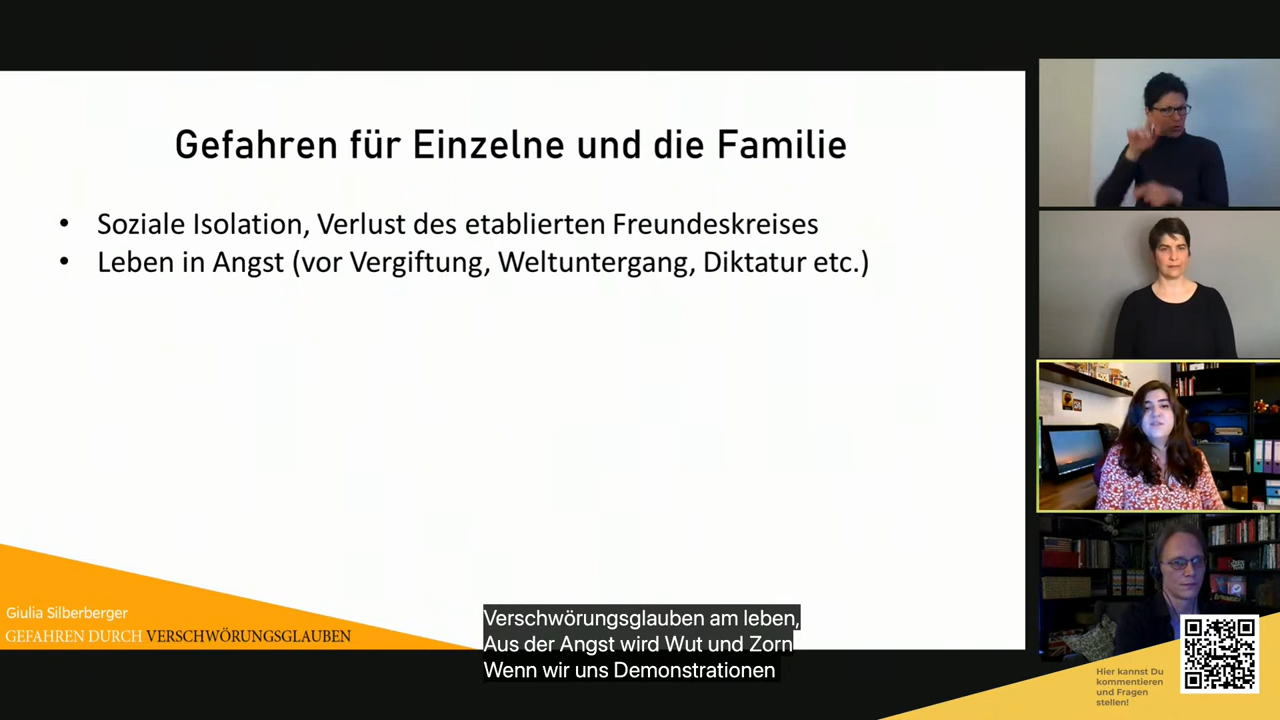 Gefahren für Einzelne und die Familie
• Soziale Isolation, Verlust des etablierten Freundeskreises
• Leben in Angst (vor Vergiftung, Weltuntergang, Diktatur etc.)
Giulia Silberberger
GEFAHREN DURCH VERSCHWÖRUNGSGLAUBEN
Verschwörungsglauben am leben,
Aus der Angst wird Wut und Zorn
Wenn wir uns Demonstrationen
Hier kannst Du
kommentieren
und Fragen
stellen!